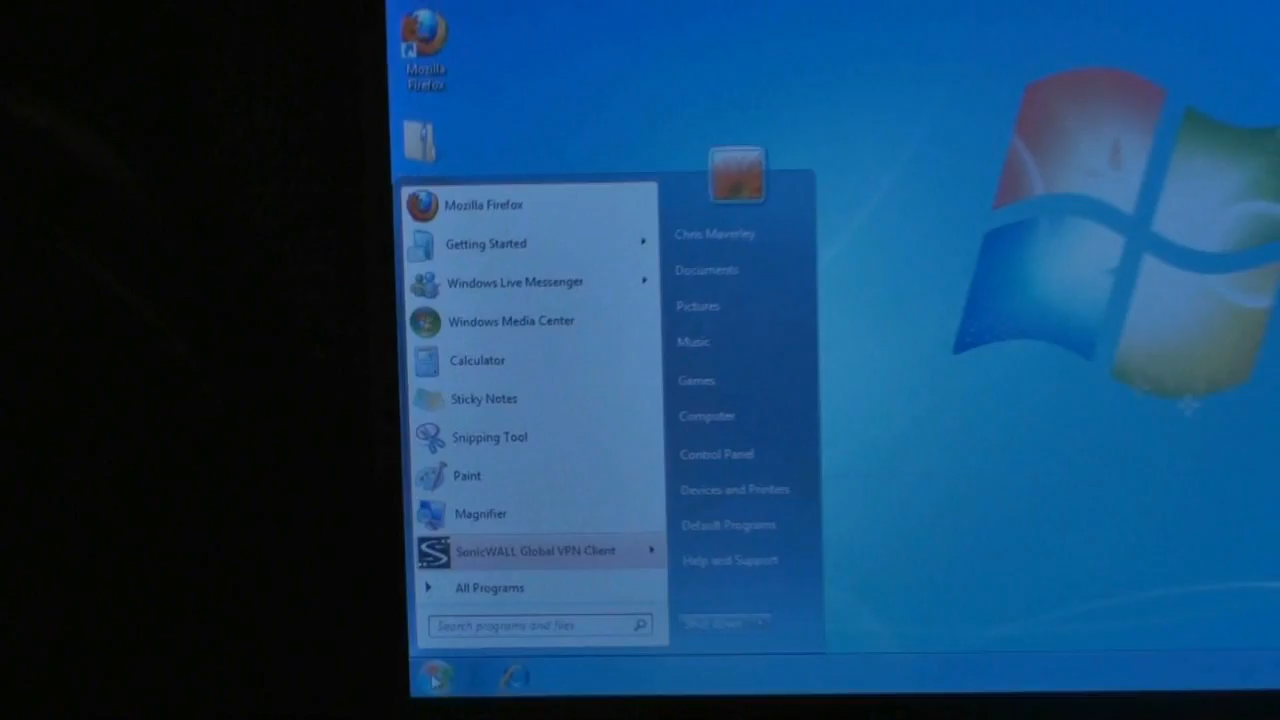 Mozilla
Firefox
Mozilla Firefox
Getting Started
Windows Live Messenger
Windows Media Center
Calculator
Sticky Notes
Snipping Tool
Paint
Magnifier
SonicWALL Global VPN Client
All Programs
Search programs and files
Chris Maverley
Documents
Pictures
Music
Games
Computer
Control Panel
Devices and Printers
Default Programs
Help and Support
Shut down